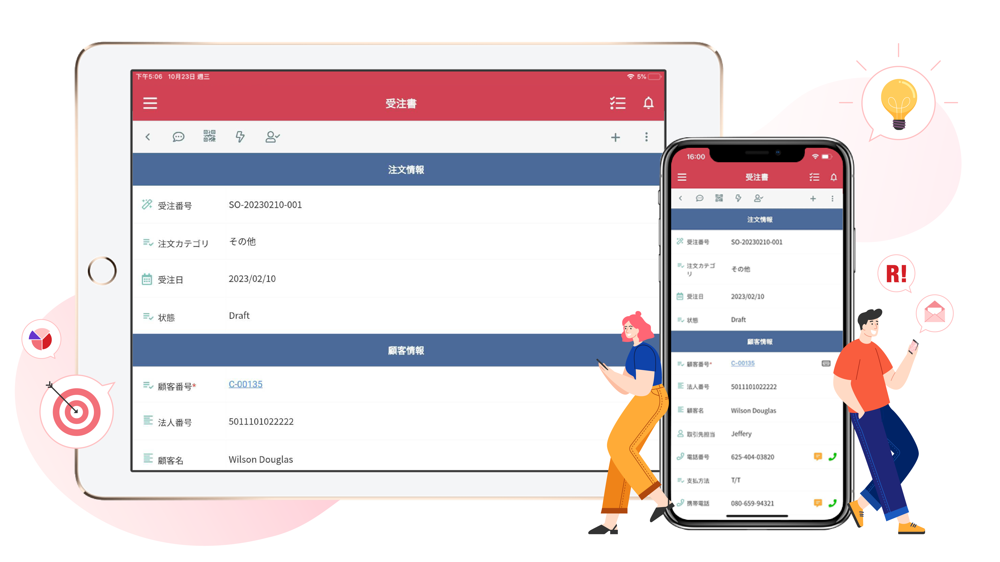 下午5:06 10月23日 週三
5%
受注書
注文情報
受注番号 SO-20230210-001
注文カテゴリ その他
受注日 2023/02/10
状態 Draft
顧客情報
顧客番号* C-00135
法人番号 5011101022222
顧客名 Wilson Douglas
16:00
受注書
注文情報
受注番号 SO-20230210-001
注文カテゴ その他
リ
受注日 2023/02/10
状態 Draft
顧客情報
顧客番号* C-00135
法人番号 5011101022222
顧客名 Wilson Douglas
取引先担当 Jeffery
電話番号 625-404-03820
支払方法 T/T
携帯電話 080-659-94321
R!